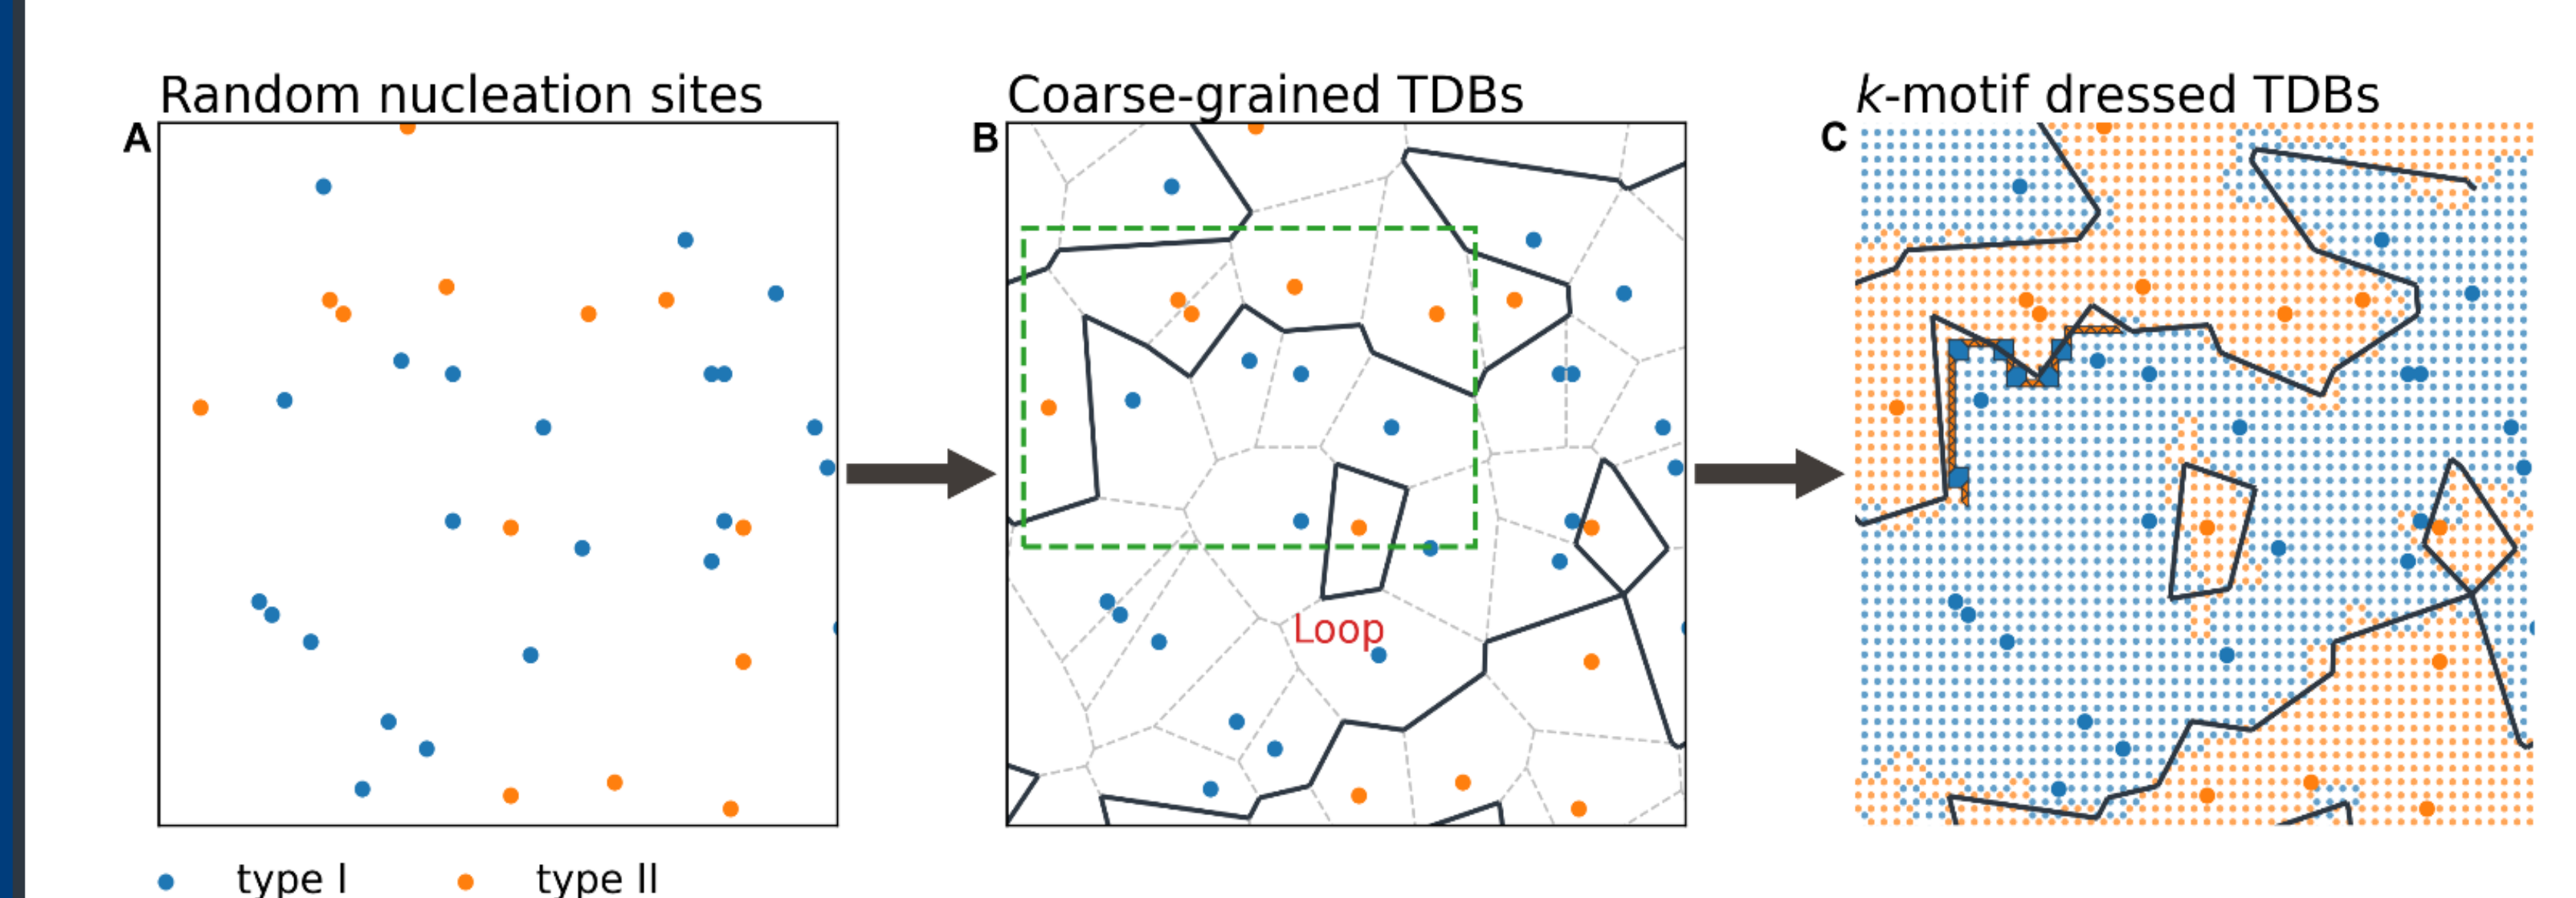 Random nucleation sites
Coarse-grained TDBs
k-motif dressed TDBs
A
B
C
Loop
type I
type II